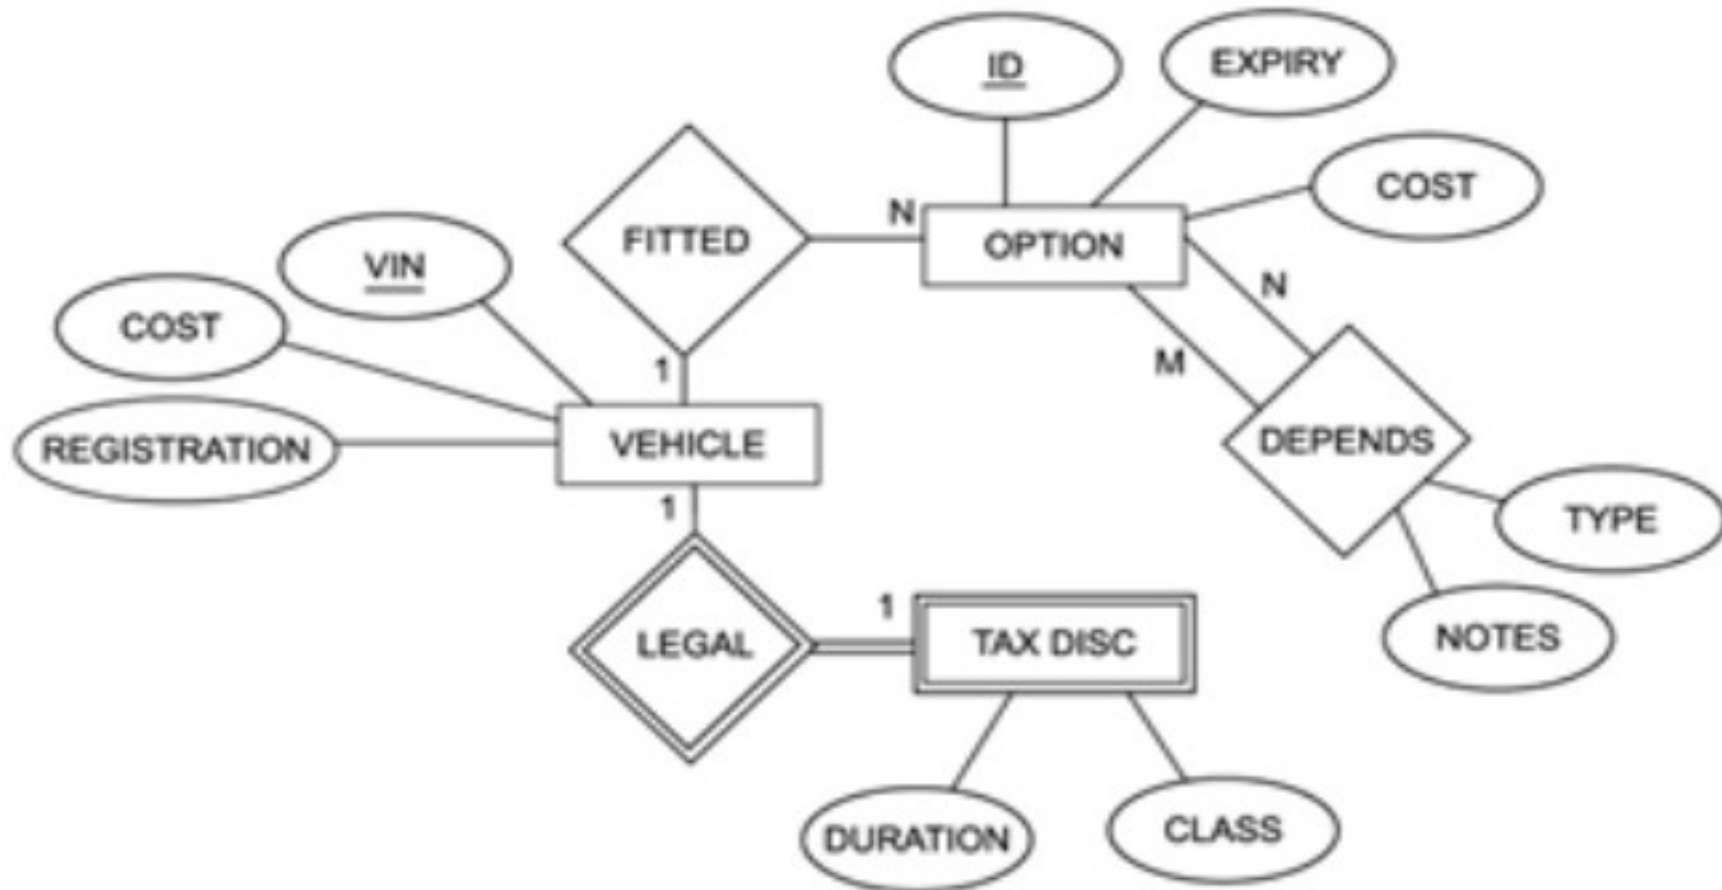 ID
EXPIRY
COST
N
FITTED
OPTION
VIN
N
COST
1
M
REGISTRATION
VEHICLE
DEPENDS
1
TYPE
1
LEGAL
TAX DISC
NOTES
DURATION
CLASS